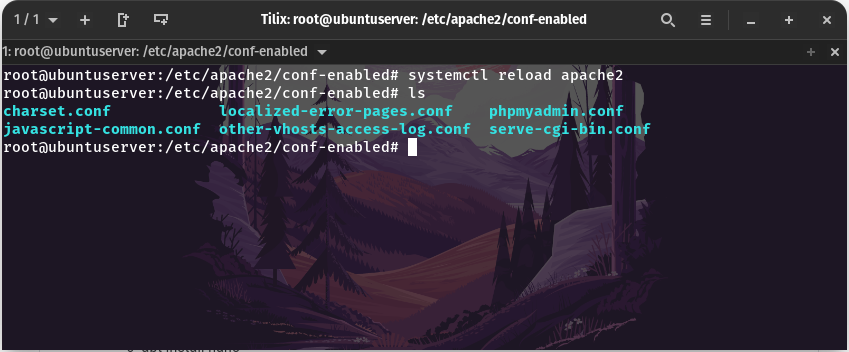 1 / 1
Tilix: root@ubuntuserver: /etc/apache2/conf-enabled
1: root@ubuntuserver: /etc/apache2/conf-enabled
root@ubuntuserver:/etc/apache2/conf-enabled# systemctl reload apache2
root@ubuntuserver:/etc/apache2/conf-enabled# ls
charset.conf localized-error-pages.conf phpmyadmin.conf
javascript-common.conf other-vhosts-access-log.conf serve-cgi-bin.conf
root@ubuntuserver:/etc/apache2/conf-enabled#